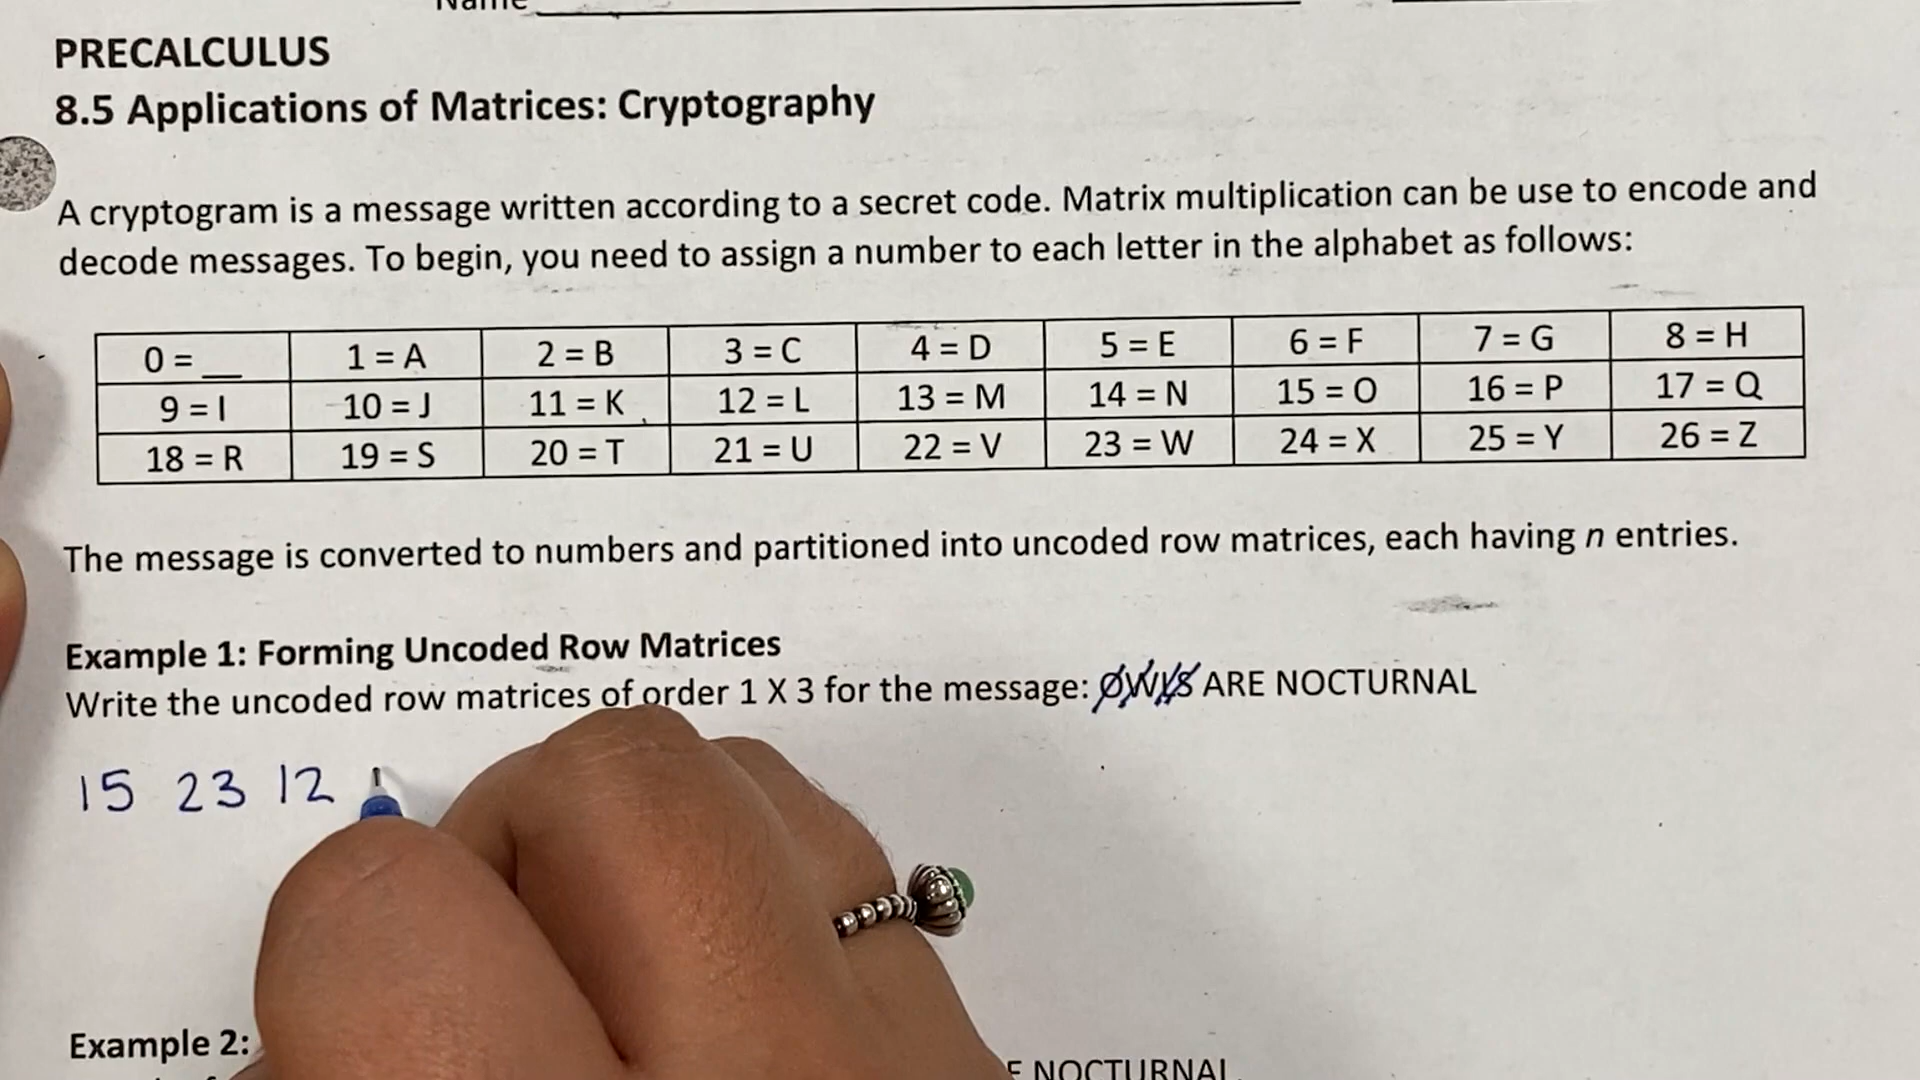 Name
PRECALCULUS
8.5 Applications of Matrices: Cryptography
A cryptogram is a message written according to a secret code. Matrix multiplication can be use to encode and
decode messages. To begin, you need to assign a number to each letter in the alphabet as follows:
0 = __ 1 = A 2 = B 3 = C 4 = D 5 = E 6 = F 7 = G 8 = H
9 = I 10 = J 11 = K 12 = L 13 = M 14 = N 15 = O 16 = P 17 = Q
18 = R 19 = S 20 = T 21 = U 22 = V 23 = W 24 = X 25 = Y 26 = Z
The message is converted to numbers and partitioned into uncoded row matrices, each having n entries.
Example 1: Forming Uncoded Row Matrices
Write the uncoded row matrices of order 1 X 3 for the message: OWLS ARE NOCTURNAL
15 23 12
Example 2:
E NOCTURNAL